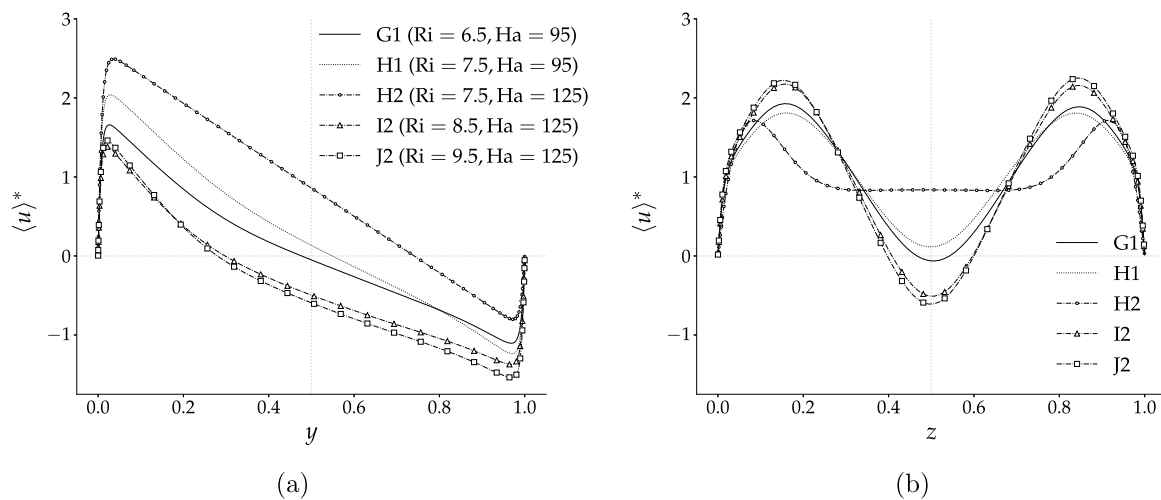 3
2
1
0
−1
⟨u⟩*
0.0 0.2 0.4 0.6 0.8 1.0
y
G1 (Ri = 6.5, Ha = 95)
H1 (Ri = 7.5, Ha = 95)
H2 (Ri = 7.5, Ha = 125)
I2 (Ri = 8.5, Ha = 125)
J2 (Ri = 9.5, Ha = 125)
(a)
3
2
1
0
−1
⟨u⟩*
0.0 0.2 0.4 0.6 0.8 1.0
z
G1
H1
H2
I2
J2
(b)